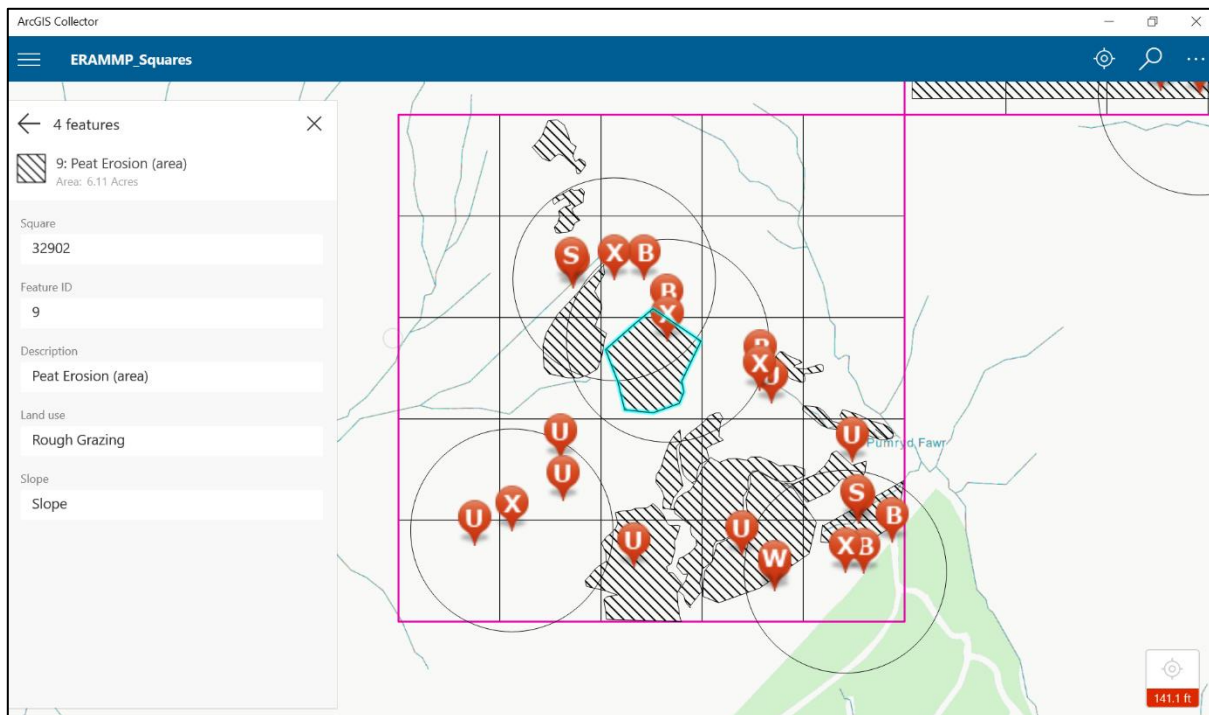 ArcGIS Collector
ERAMMP_Squares
4 features
9: Peat Erosion (area)
Area: 6.11 Acres
Square
32902
Feature ID
9
Description
Peat Erosion (area)
Land use
Rough Grazing
Slope
Slope
S X B
B
X
X U
U
U
Pumryd Fawr
U
S
U X
B
U
U
X B
W
141.1 ft